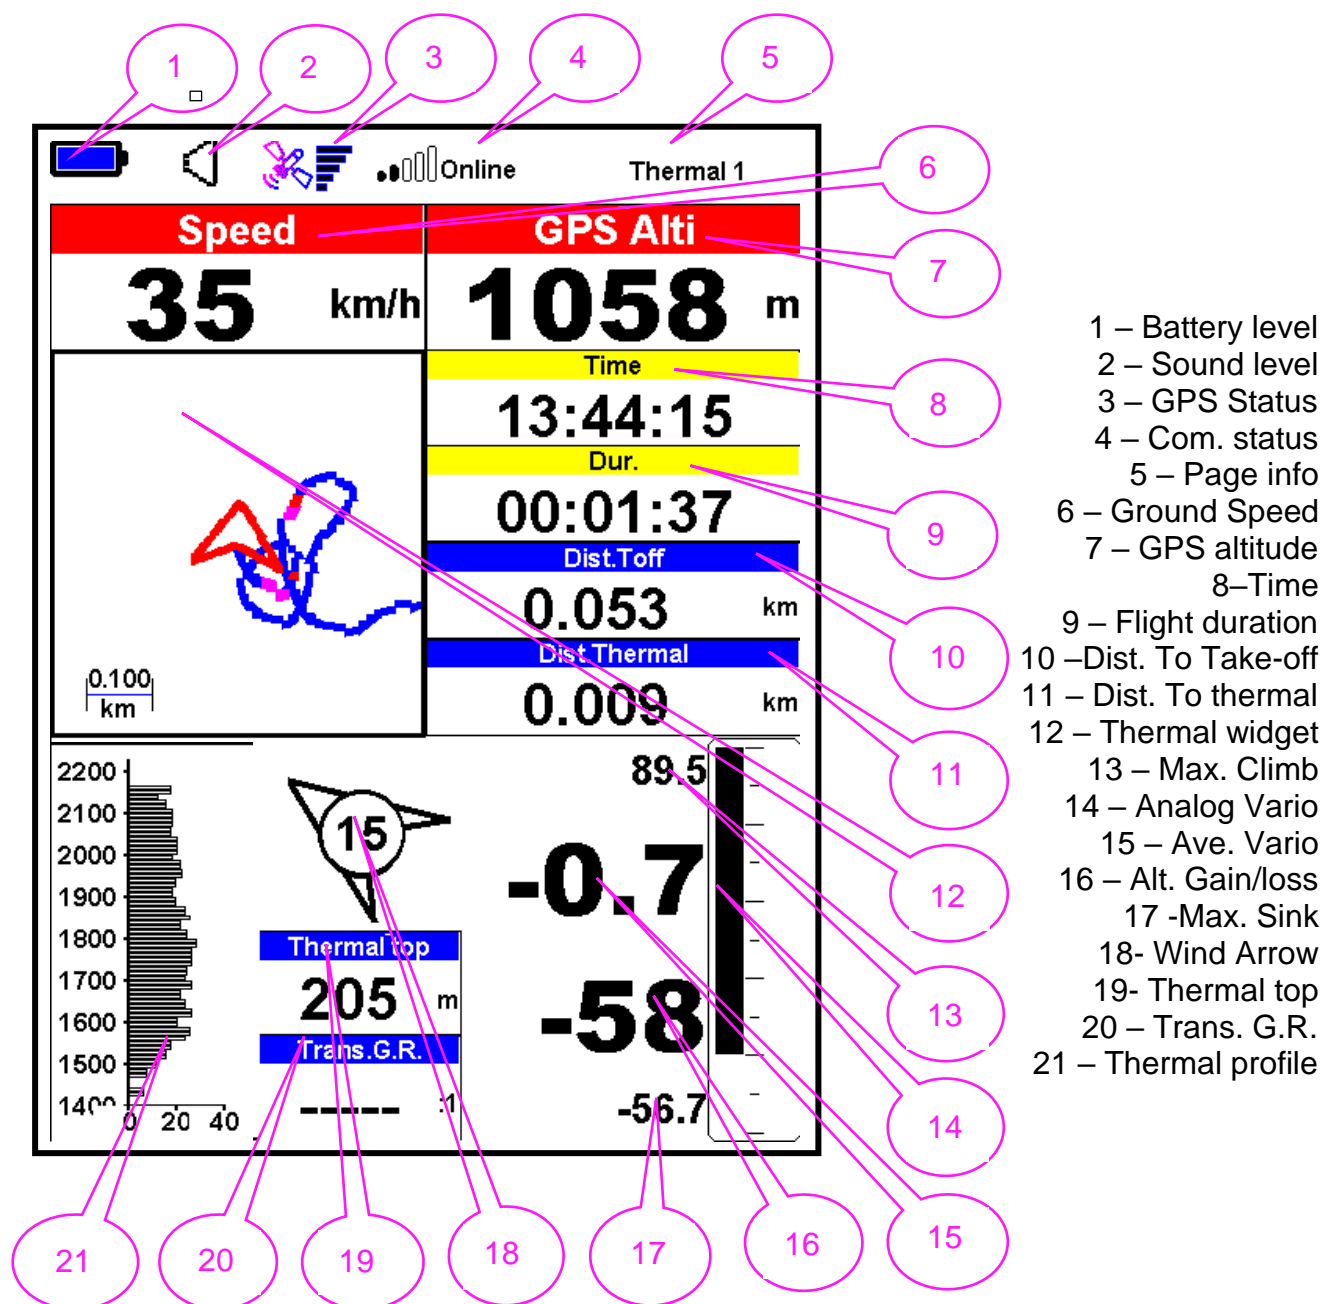 1
2
3
4
5
Online
Thermal 1
6
Speed
GPS Alti
7
35 km/h
1058 m
Time
8
13:44:15
Dur.
00:01:37
9
Dist.Toff
0.053 km
10
Dist.Thermal
0.009 km
11
0.100
km
12
2200
2100
2000
1900
1800
1700
1600
1500
0 20 40
15
Thermal top
205 m
Trans.G.R.
----- :1
89.5
-0.7
-58
-56.7
13
14
15
16
17
18
19
20
21
1 – Battery level
2 – Sound level
3 – GPS Status
4 – Com. status
5 – Page info
6 – Ground Speed
7 – GPS altitude
8–Time
9 – Flight duration
10 –Dist. To Take-off
11 – Dist. To thermal
12 – Thermal widget
13 – Max. Climb
14 – Analog Vario
15 – Ave. Vario
16 – Alt. Gain/loss
17 -Max. Sink
18- Wind Arrow
19- Thermal top
20 – Trans. G.R.
21 – Thermal profile